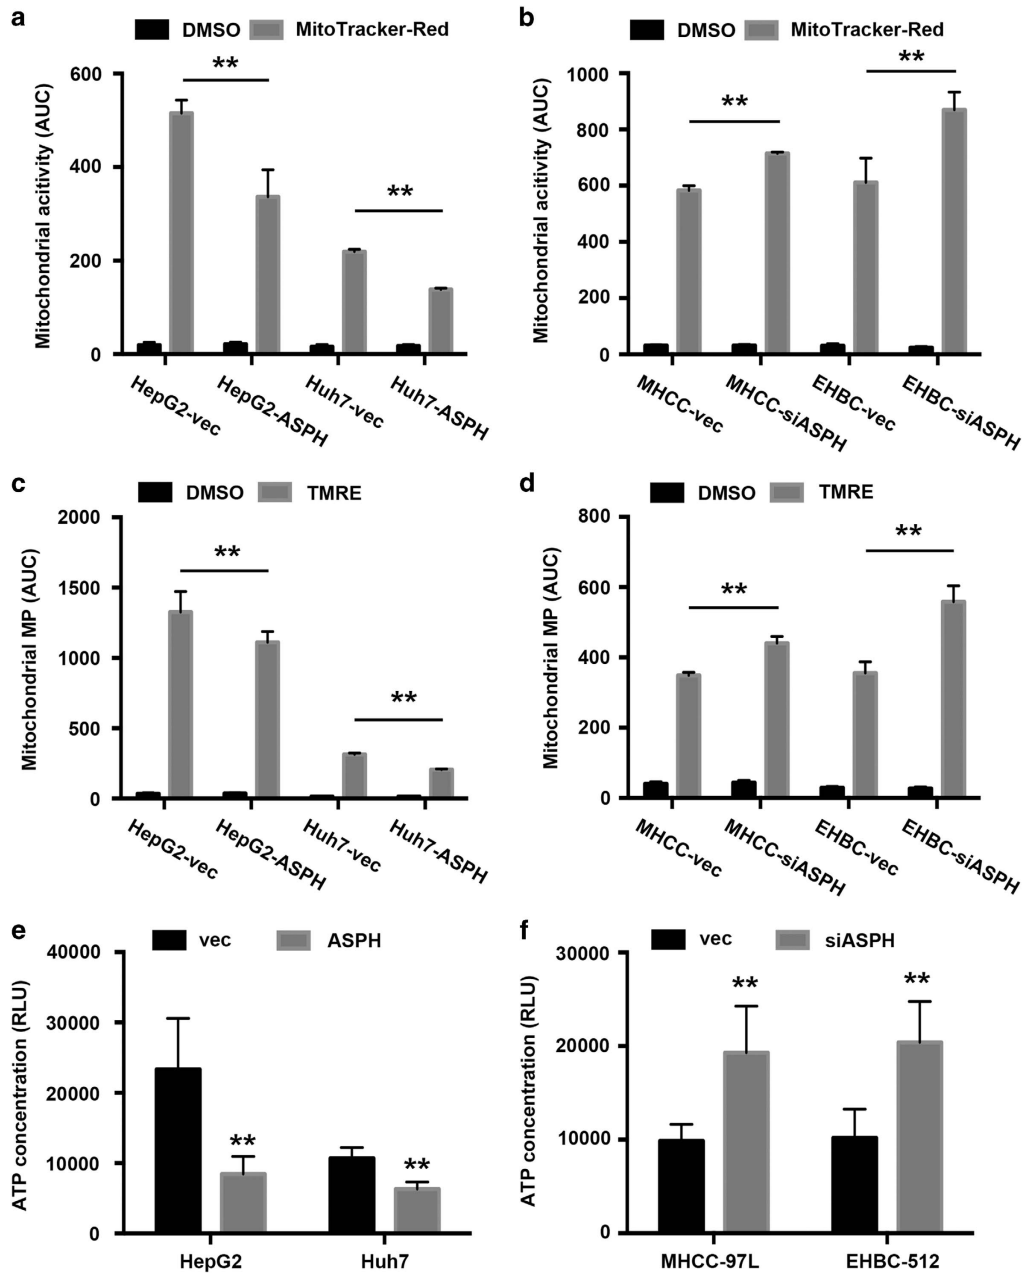 a
DMSO MitoTracker-Red
Mitochondrial acitivity (AUC)
600
400
200
0
**
**
HepG2-vec
HepG2-ASPH
Huh7-vec
Huh7-ASPH
b
DMSO MitoTracker-Red
Mitochondrial acitivity (AUC)
1000
800
600
400
200
0
**
**
MHCC-vec
MHCC-siASPH
EHBC-vec
EHBC-siASPH
c
DMSO TMRE
Mitochondrial MP (AUC)
2000
1500
1000
500
0
**
**
HepG2-vec
HepG2-ASPH
Huh7-vec
Huh7-ASPH
d
DMSO TMRE
Mitochondrial MP (AUC)
800
600
400
200
0
**
**
MHCC-vec
MHCC-siASPH
EHBC-vec
EHBC-siASPH
e
vec ASPH
ATP concentration (RLU)
40000
30000
20000
10000
0
**
**
HepG2 Huh7
f
vec siASPH
ATP concentration (RLU)
30000
20000
10000
0
**
**
MHCC-97L EHBC-512